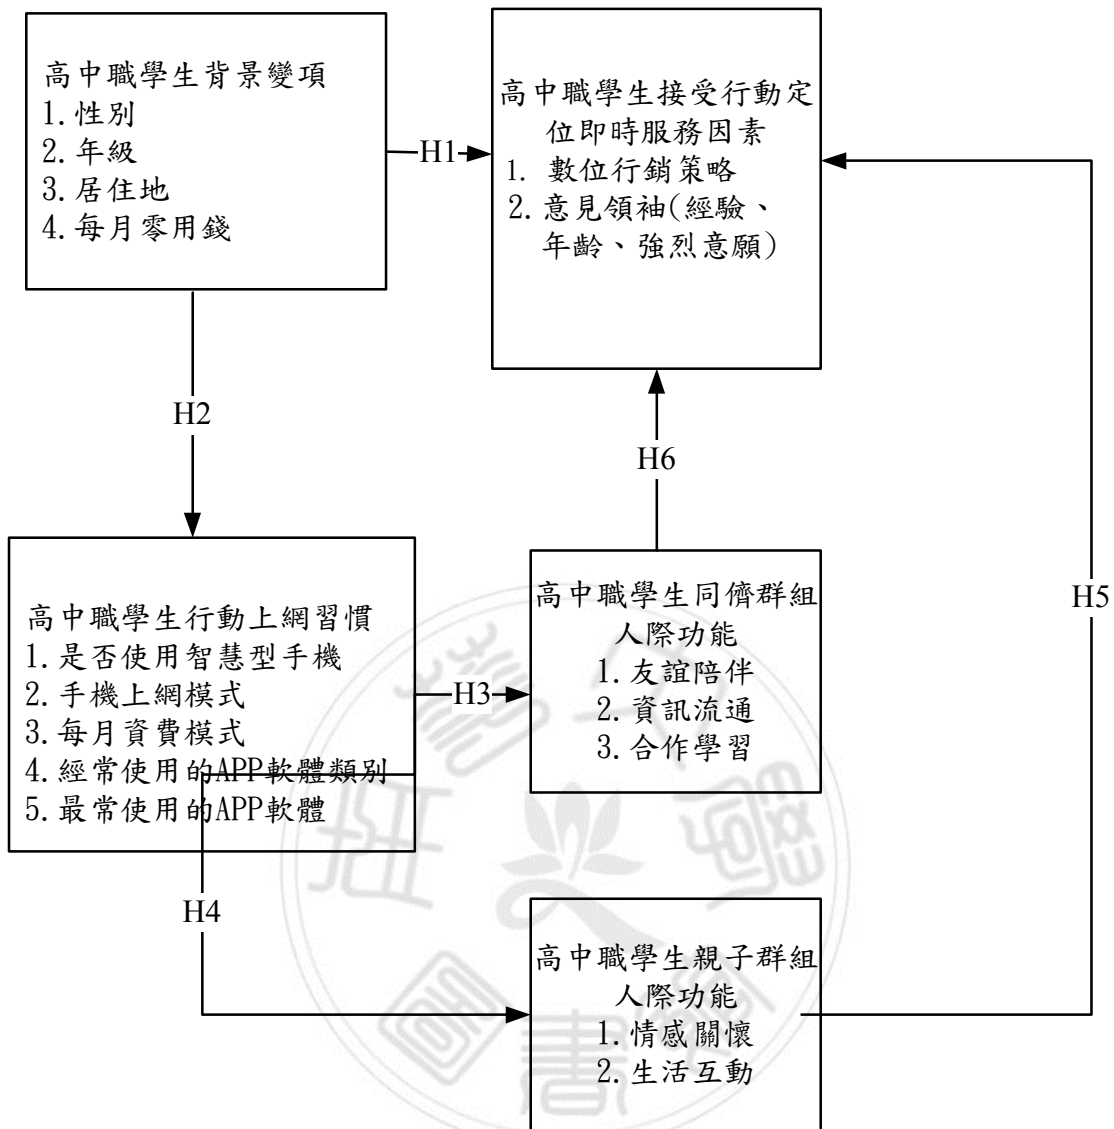 高中職學生背景變項
1.性別
2.年級
3.居住地
4.每月零用錢
高中職學生接受行動定
位即時服務因素
1. 數位行銷策略
2.意見領袖(經驗、
年齡、強烈意願)
H1
H2
H6
H5
高中職學生行動上網習慣
1.是否使用智慧型手機
2.手機上網模式
3.每月資費模式
4.經常使用的APP軟體類別
5.最常使用的APP軟體
H3
高中職學生同儕群組
人際功能
1.友誼陪伴
2.資訊流通
3.合作學習
H4
高中職學生親子群組
人際功能
1.情感關懷
2.生活互動